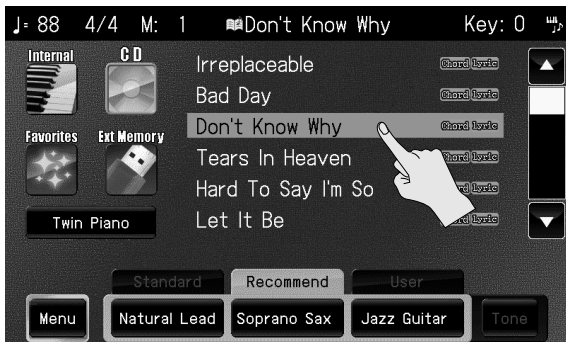 ♩= 88 4/4 M: 1 Don't Know Why Key: 0
Internal CD
Favorites Ext Memory
Twin Piano
Irreplaceable Chord Lyric
Bad Day Chord Lyric
Don't Know Why Chord Lyric
Tears In Heaven Chord Lyric
Hard To Say I'm So Lyric
Let It Be Chord Lyric
Standard Recommend User
Menu Natural Lead Soprano Sax Jazz Guitar Tone